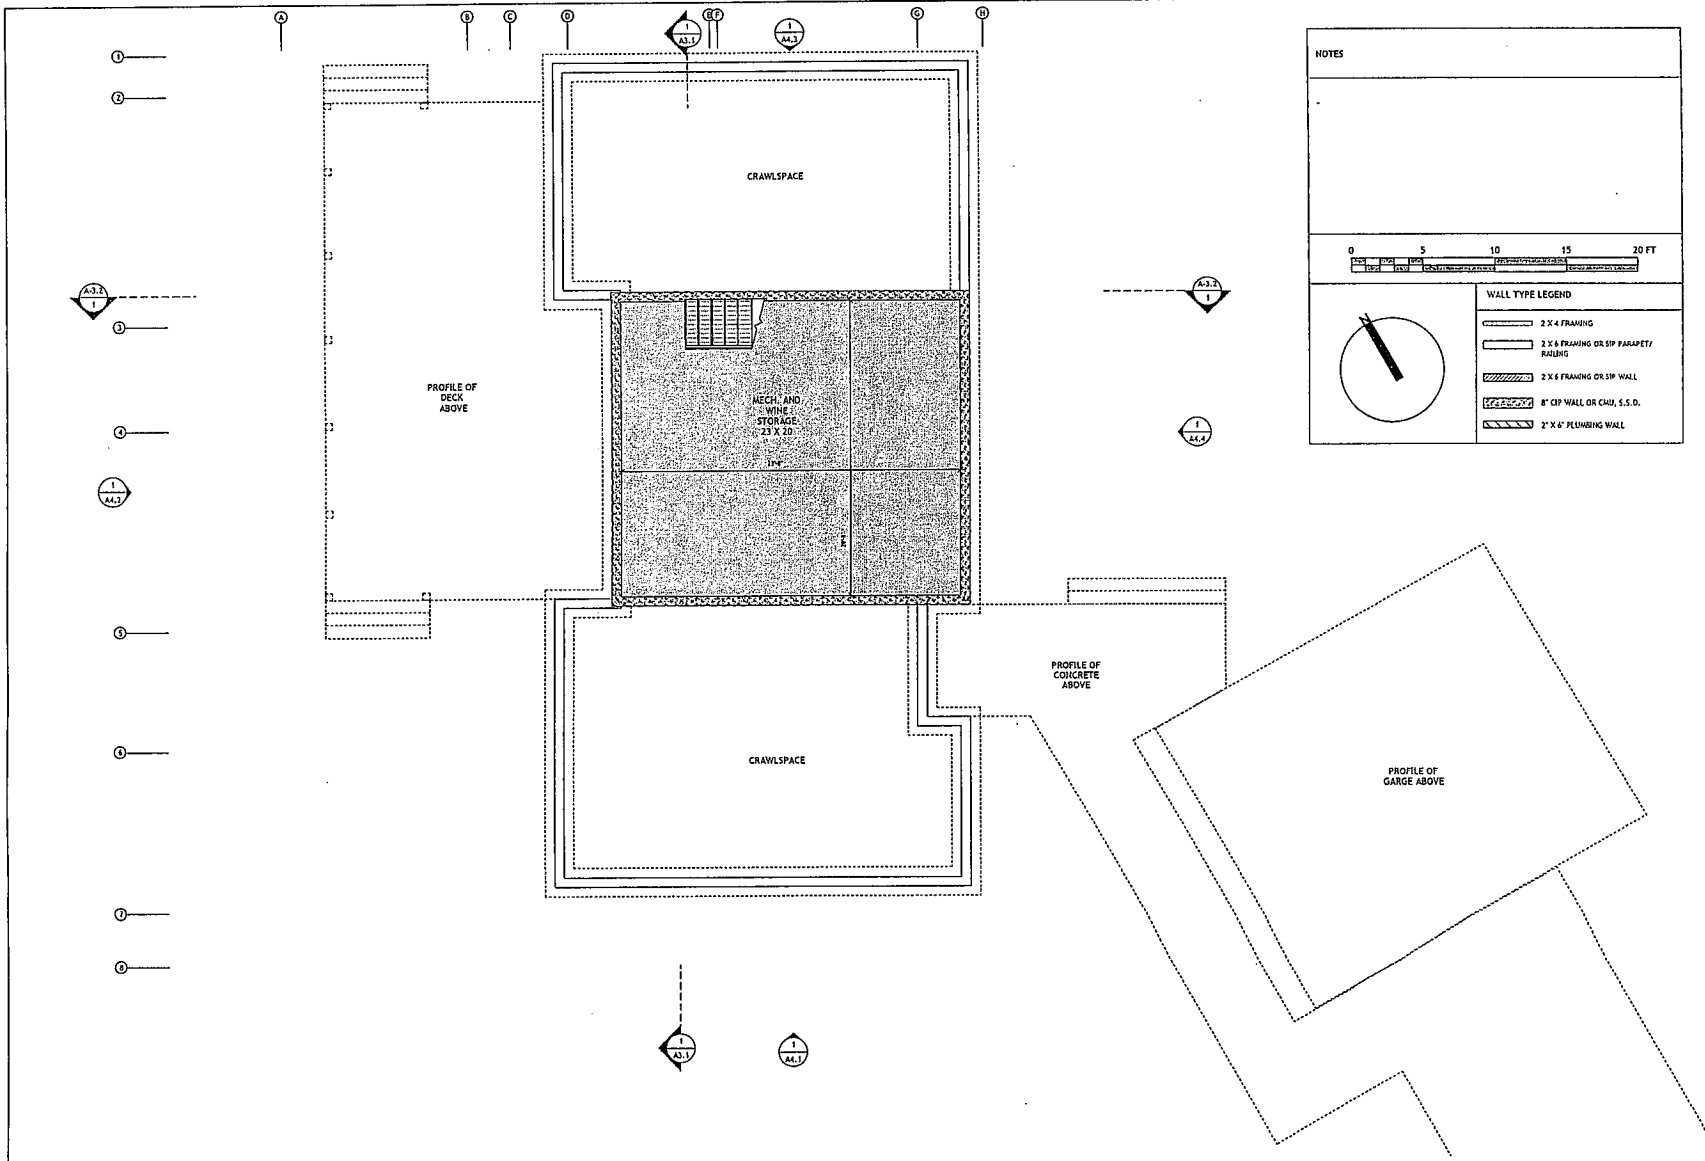 A
B
C
D
E
F
G
H
1
A3.1
1
A4.3
1
2
3
4
5
6
7
8
NOTES
CRAWLSPACE
0 5 10 15 20 FT
A-3.2
1
A-3.2
1
WALL TYPE LEGEND
2 X 4 FRAMING
2 X 6 FRAMING OR SIP PARAPET/
RAILING
2 X 6 FRAMING OR SIP WALL
8" CIP WALL OR CMU, S.S.D.
2" X 6" PLUMBING WALL
N
PROFILE OF
DECK
ABOVE
MECH. AND
WINE
STORAGE
23 X 20
1
A4.4
1
A4.2
PROFILE OF
CONCRETE
ABOVE
CRAWLSPACE
PROFILE OF
GARGE ABOVE
1
A3.1
1
A4.1